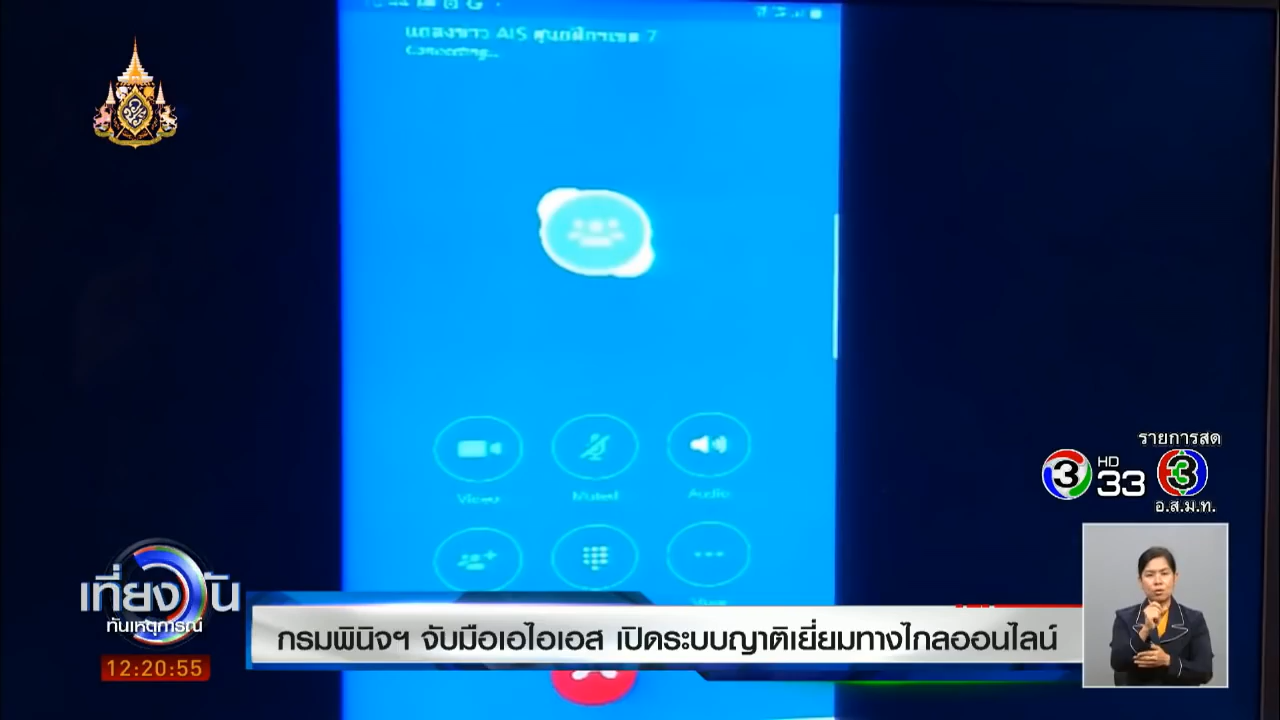 แถลงข่าว AIS ศูนย์ฝึกฯเขต 7
Connecting...
Video
Muted
Audio
More
รายการสด
3 HD 33 3
อ.ส.ม.ท.
เที่ยงวัน
ทันเหตุการณ์
12:20:55
กรมพินิจฯ จับมือเอไอเอส เปิดระบบญาติเยี่ยมทางไกลออนไลน์